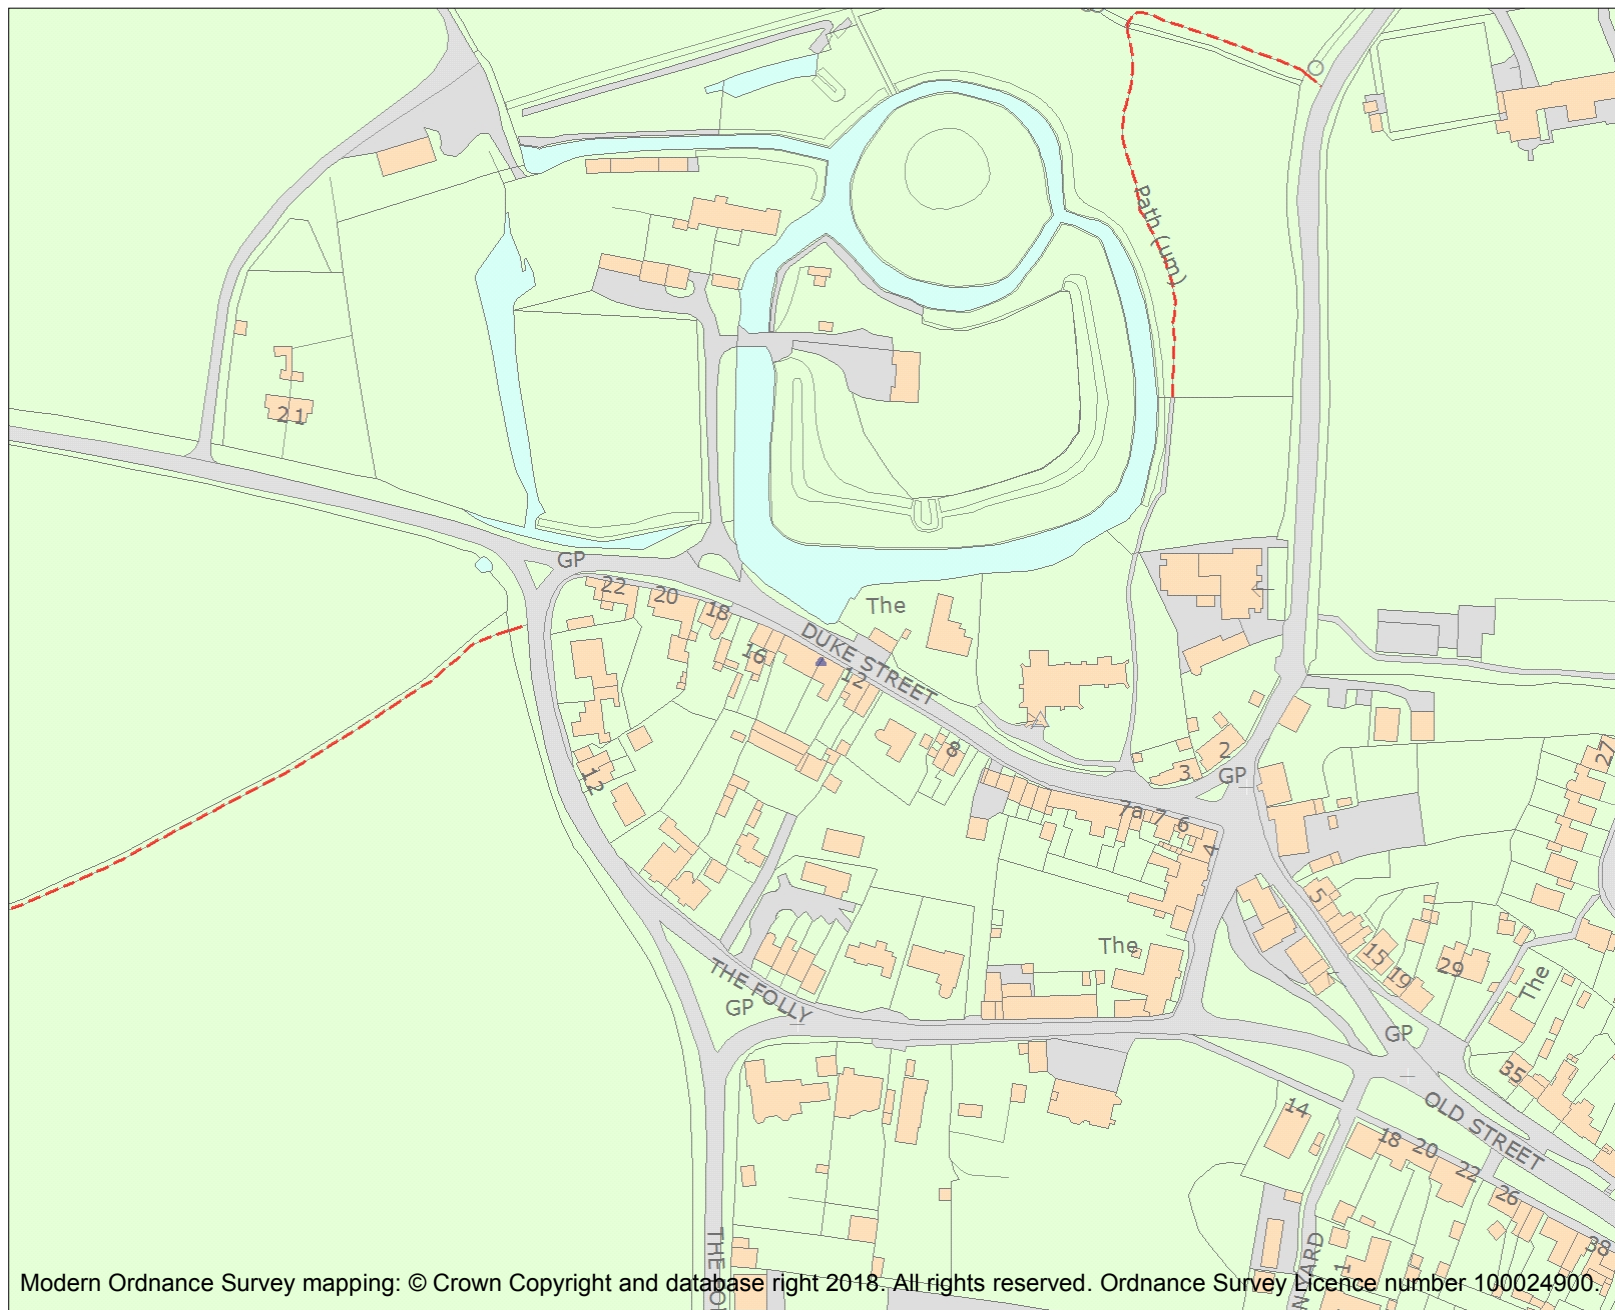 Path (um)
2 1
GP
22
20
18
16
The
DUKE STREET
12
8
12
2
3
GP
7a
7
6
4
27
5
The
15
19
29
The
THE FOLLY
GP
GP
35
OLD STREET
14
18
20
22
26
38
1
THE
Modern Ordnance Survey mapping: © Crown Copyright and database right 2018. All rights reserved. Ordnance Survey Licence number 100024900.